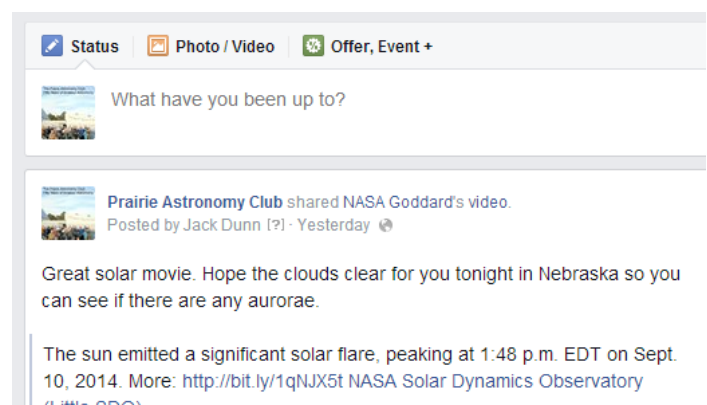 Status Photo / Video Offer, Event +
What have you been up to?
Prairie Astronomy Club shared NASA Goddard's video.
Posted by Jack Dunn [?] · Yesterday
Great solar movie. Hope the clouds clear for you tonight in Nebraska so you
can see if there are any aurorae.
The sun emitted a significant solar flare, peaking at 1:48 p.m. EDT on Sept.
10, 2014. More: http://bit.ly/1qNJX5t NASA Solar Dynamics Observatory